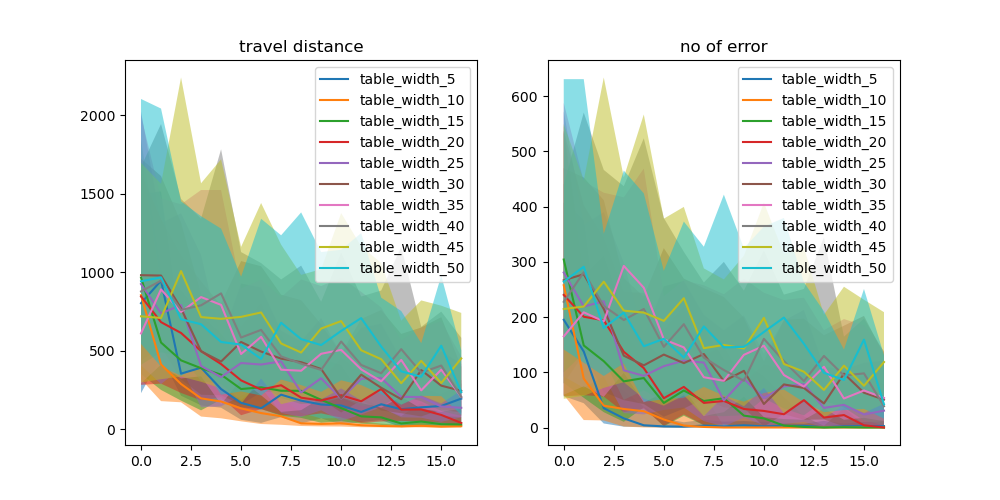 travel distance
2000
1500
1000
500
0
0.0 2.5 5.0 7.5 10.0 12.5 15.0
table_width_5
table_width_10
table_width_15
table_width_20
table_width_25
table_width_30
table_width_35
table_width_40
table_width_45
table_width_50
no of error
600
500
400
300
200
100
0
0.0 2.5 5.0 7.5 10.0 12.5 15.0
table_width_5
table_width_10
table_width_15
table_width_20
table_width_25
table_width_30
table_width_35
table_width_40
table_width_45
table_width_50